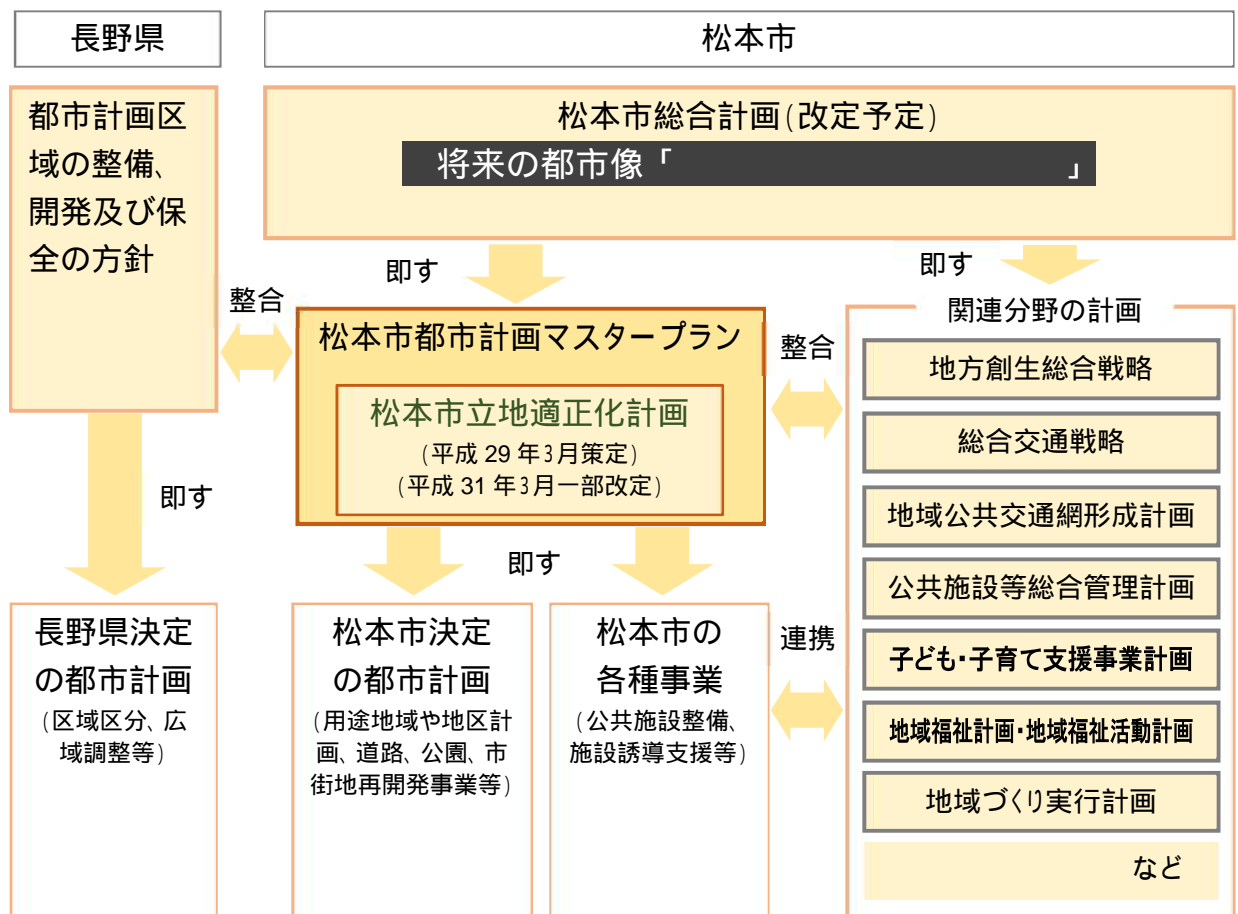 長野県
松本市
都市計画区
域の整備、
開発及び保
全の方針
松本市総合計画(改定予定)
将来の都市像「　　　　　　　　　　」
即す
即す
整合
松本市都市計画マスタープラン
松本市立地適正化計画
(平成 29 年3月策定)
(平成 31 年3月一部改定)
整合
関連分野の計画
地方創生総合戦略
総合交通戦略
地域公共交通網形成計画
公共施設等総合管理計画
子ども・子育て支援事業計画
地域福祉計画・地域福祉活動計画
地域づくり実行計画
など
即す
即す
連携
長野県決定
の都市計画
(区域区分、広
域調整等)
松本市決定
の都市計画
(用途地域や地区計
画、道路、公園、市
街地再開発事業等)
松本市の
各種事業
(公共施設整備、
施設誘導支援等)